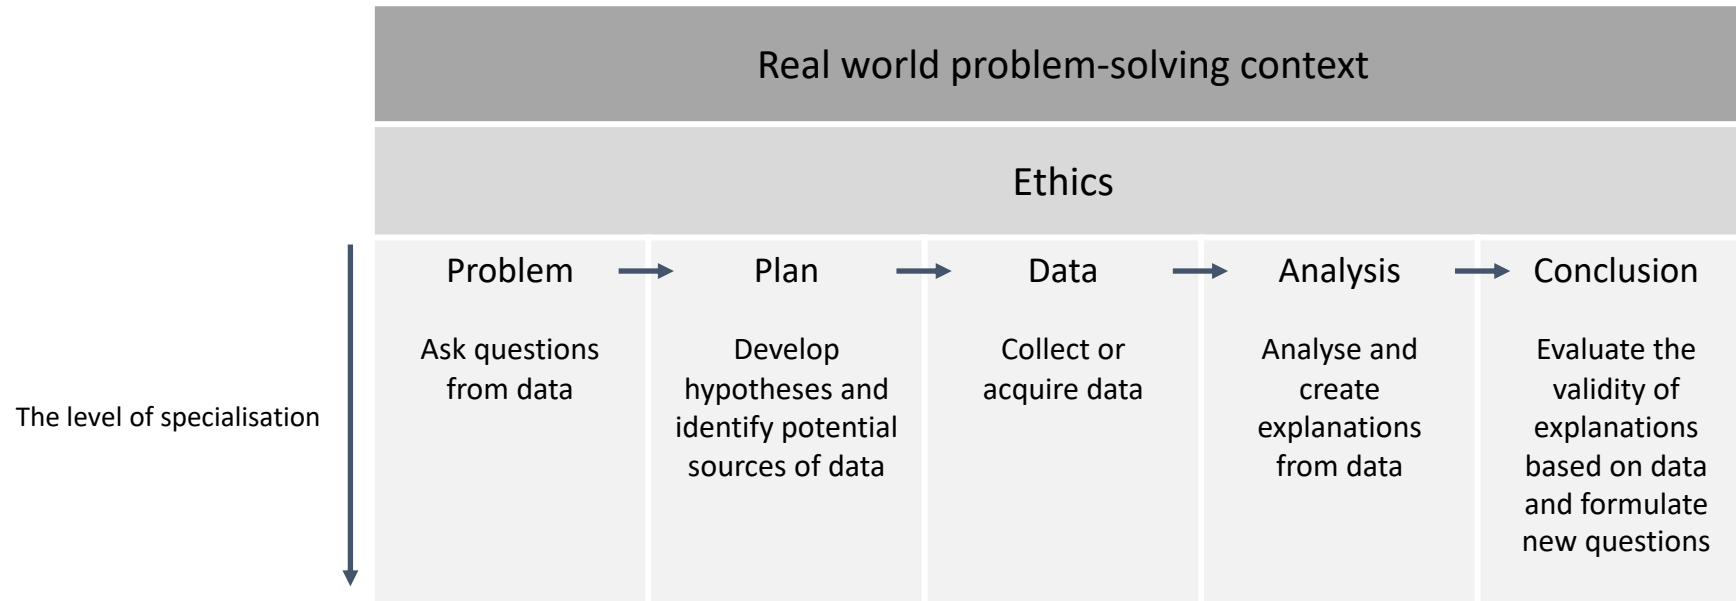 Real world problem-solving context
Ethics
Problem
Plan
Data
Analysis
Conclusion
Ask questions
from data
Develop
hypotheses and
identify potential
sources of data
Collect or
acquire data
Analyse and
create
explanations
from data
Evaluate the
validity of
explanations
based on data
and formulate
new questions
The level of specialisation